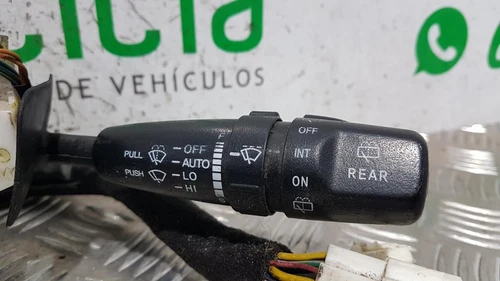 DE VEHÍCULOS
F
OFF
PULL
AUTO
PUSH
LO
HI
OFF
INT
ON
REAR